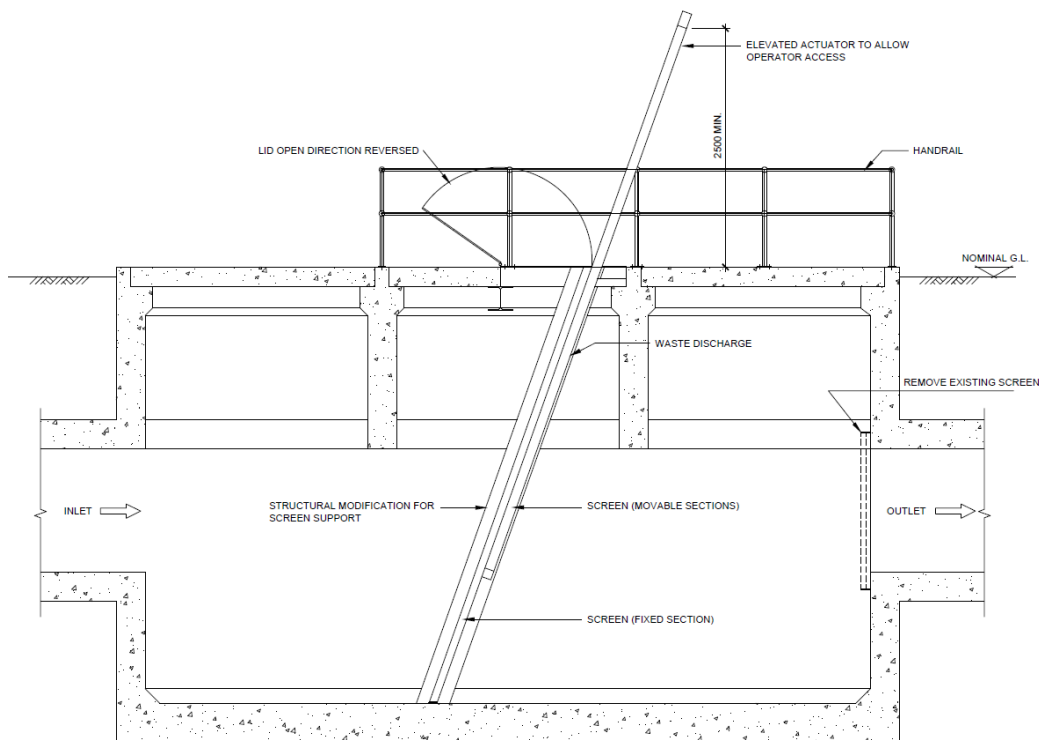 ELEVATED ACTUATOR TO ALLOW
OPERATOR ACCESS
2500 MIN.
LID OPEN DIRECTION REVERSED
HANDRAIL
NOMINAL G.L.
WASTE DISCHARGE
REMOVE EXISTING SCREEN
INLET
STRUCTURAL MODIFICATION FOR
SCREEN SUPPORT
SCREEN (MOVABLE SECTIONS)
OUTLET
SCREEN (FIXED SECTION)